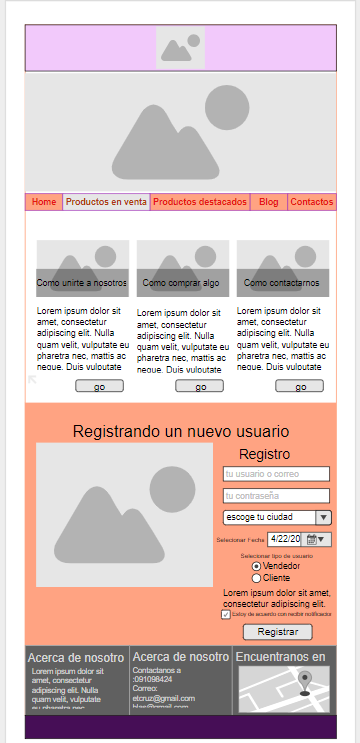 Home Productos en venta Productos destacados Blog Contactos
Como unirte a nosotros Como comprar algo Como contactarnos
Lorem ipsum dolor sit
amet, consectetur
adipiscing elit. Nulla
quam velit, vulputate eu
pharetra nec, mattis ac
neque. Duis vulputate
go
Lorem ipsum dolor sit
amet, consectetur
adipiscing elit. Nulla
quam velit, vulputate eu
pharetra nec, mattis ac
neque. Duis vulputate
go
Lorem ipsum dolor sit
amet, consectetur
adipiscing elit. Nulla
quam velit, vulputate eu
pharetra nec, mattis ac
neque. Duis vulputate
go
Registrando un nuevo usuario
Registro
tu usuario o correo
tu contraseña
escoge tu ciudad
Selecionar Fecha 4/22/20
Selecionar tipo de usuario
Vendedor
Cliente
Lorem ipsum dolor sit amet,
consectetur adipiscing elit.
Estoy de acuerdo con recibir notificacior
Registrar
Acerca de nosotro
Lorem ipsum dolor sit
amet, consectetur
adipiscing elit. Nulla
quam velit, vulputate eu
Acerca de nosotro
Contactanos a
:091098424
Correo:
etcruz@gmail.com
Encuentranos en